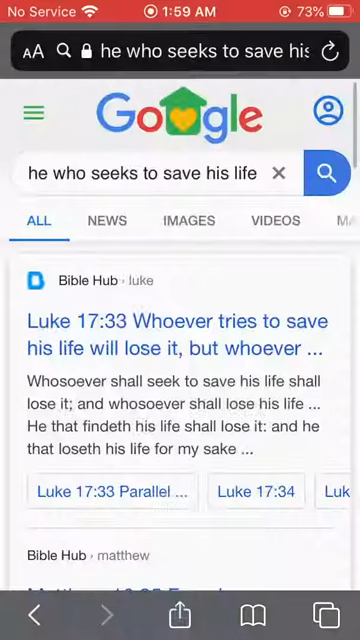 No Service 1:59 AM 73%
AA he who seeks to save his
Google
he who seeks to save his life
ALL NEWS IMAGES VIDEOS
Bible Hub › luke
Luke 17:33 Whoever tries to save
his life will lose it, but whoever ...
Whosoever shall seek to save his life shall
lose it; and whosoever shall lose his life ...
He that findeth his life shall lose it: and he
that loseth his life for my sake ...
Luke 17:33 Parallel ... Luke 17:34 Luk
Bible Hub › matthew